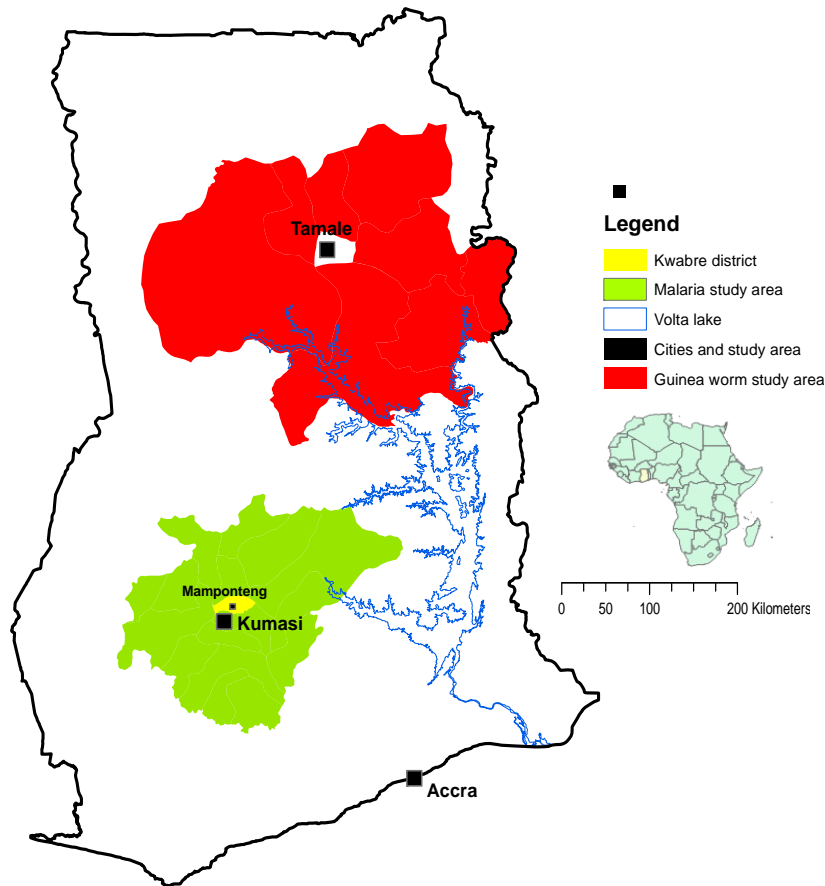 Tamale
Legend
Kwabre district
Malaria study area
Volta lake
Cities and study area
Guinea worm study area
Mamponteng
Kumasi
0 50 100 200 Kilometers
Accra